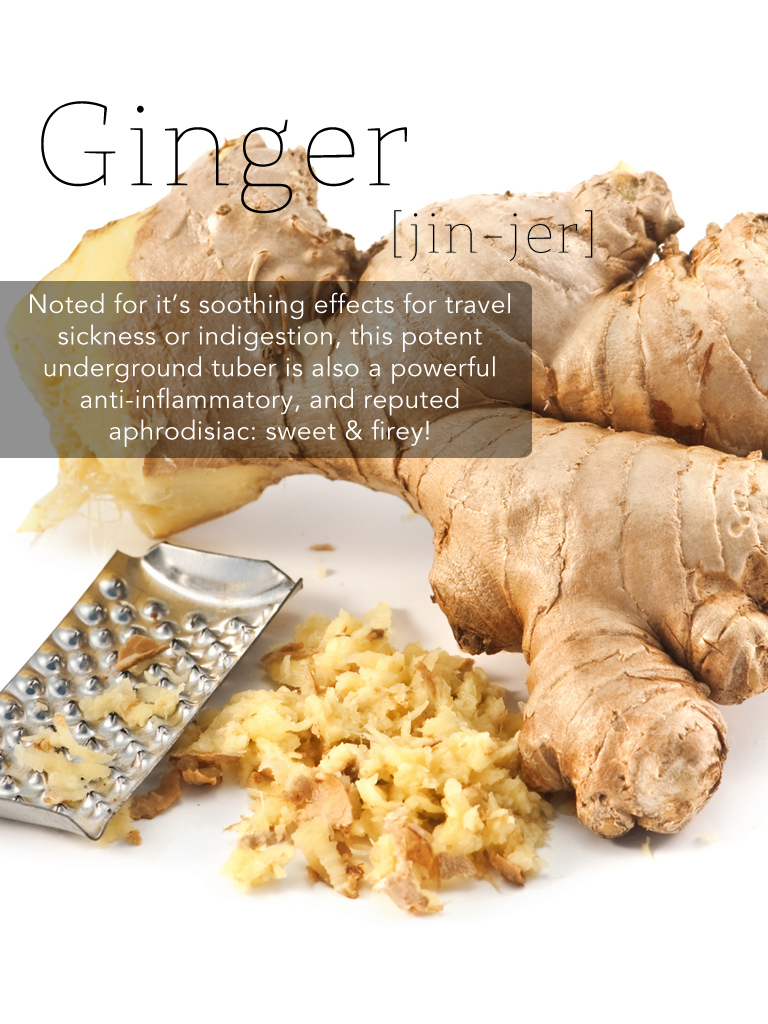 Ginger
[jin-jer]
Noted for it’s soothing effects for travel
sickness or indigestion, this potent
underground tuber is also a powerful
anti-inflammatory, and reputed
aphrodisiac: sweet & firey!